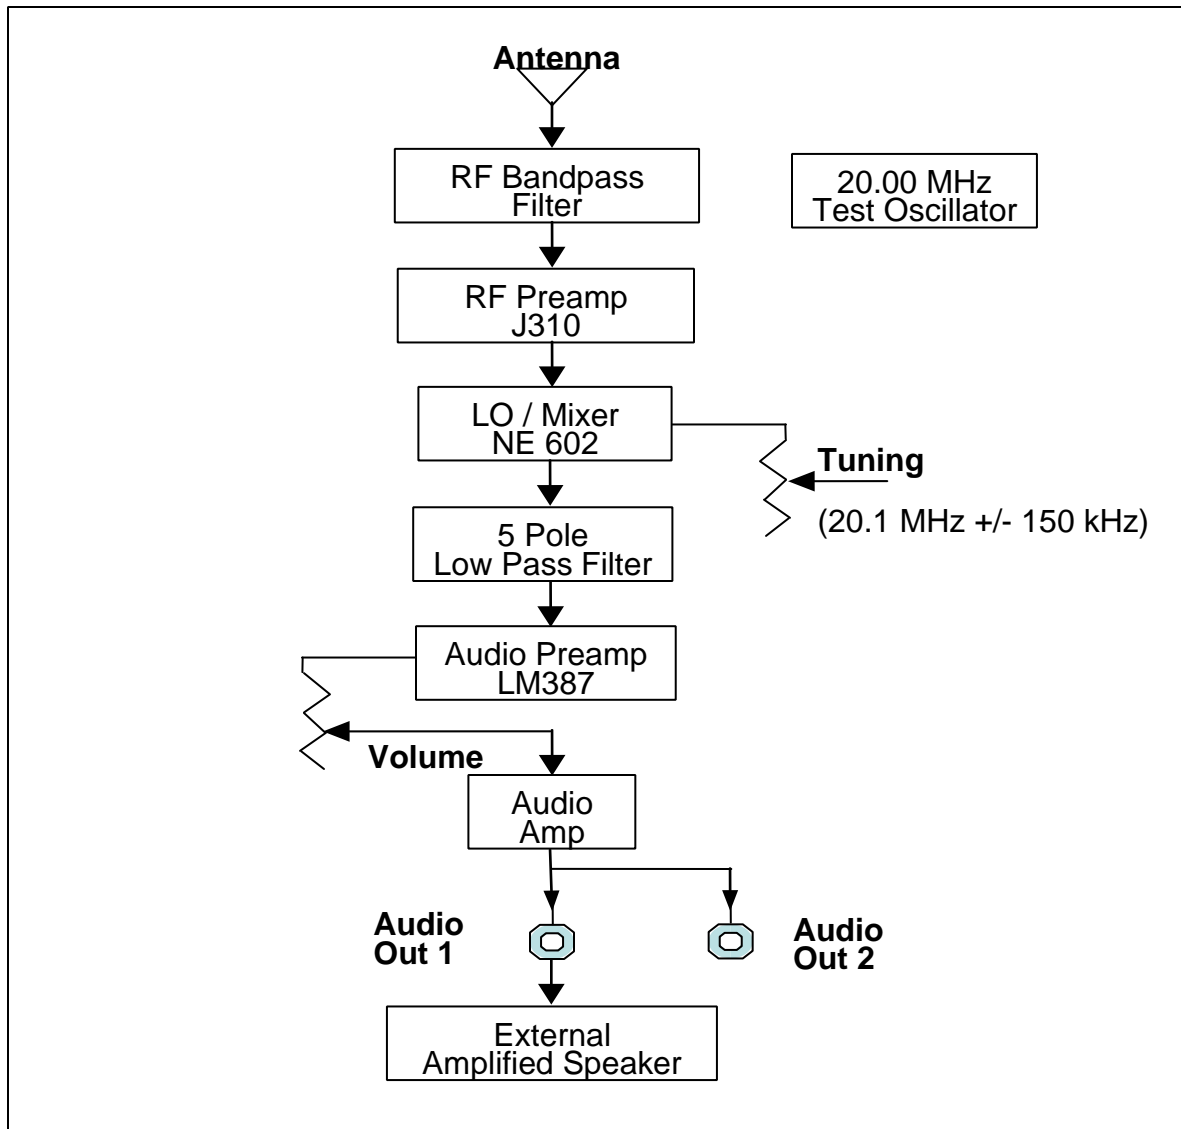 Antenna
RF Bandpass
Filter
20.00 MHz
Test Oscillator
RF Preamp
J310
LO / Mixer
NE 602
Tuning
(20.1 MHz +/- 150 kHz)
5 Pole
Low Pass Filter
Audio Preamp
LM387
Volume
Audio
Amp
Audio
Out 1
Audio
Out 2
External
Amplified Speaker